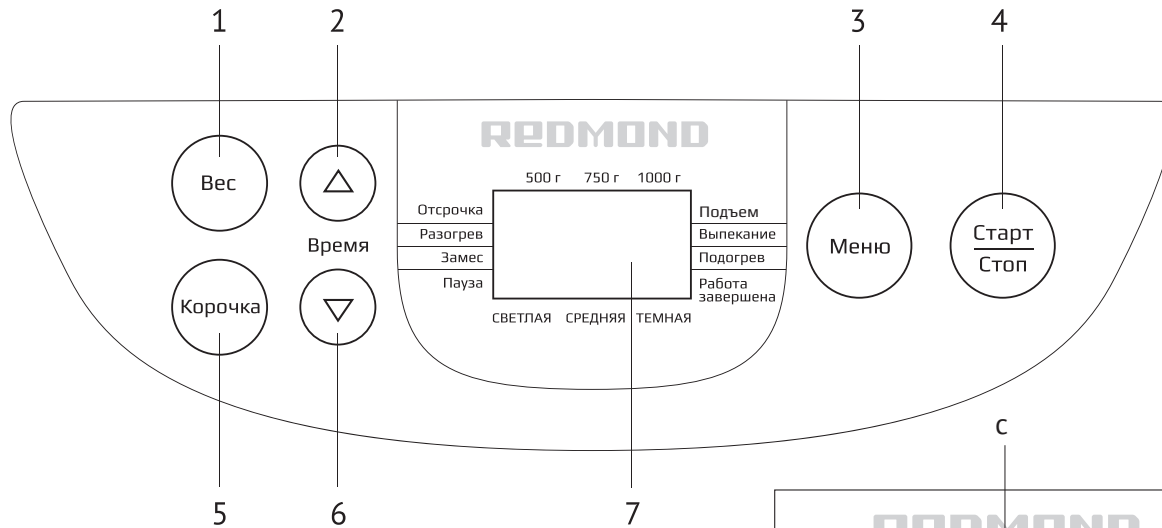 1 2 3 4
REDMOND
500 г 750 г 1000 г
Вес
Отсрочка
Разогрев
Замес
Пауза
Подъем
Выпекание
Подогрев
Работа
завершена
Время
Меню
Старт
Стоп
Корочка
СВЕТЛАЯ СРЕДНЯЯ ТЕМНАЯ
c
5 6 7
REDMOND